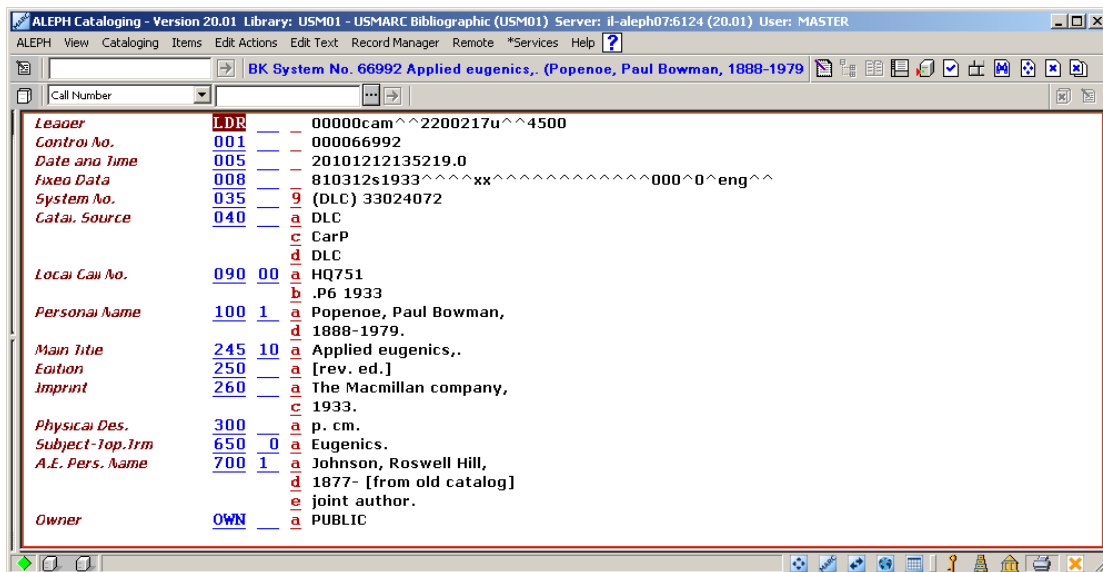 ALEPH Cataloging - Version 20.01 Library: USM01 - USMARC Bibliographic (USM01) Server: il-aleph07:6124 (20.01) User: MASTER
ALEPH View Cataloging Items Edit Actions Edit Text Record Manager Remote *Services Help ?
BK System No. 66992 Applied eugenics,. (Popenoe, Paul Bowman, 1888-1979
Call Number
Leader LDR 00000cam^^2200217u^^4500
Control No. 001 000066992
Date and Time 005 20101212135219.0
Fixed Data 008 810312s1933^^^^xx^^^^^^^^^^^^000^0^eng^^
System No. 035 9 (DLC) 33024072
Catal. Source 040 a DLC
c CarP
d DLC
Local Call No. 090 00 a HQ751
b .P6 1933
Personal Name 100 1 a Popenoe, Paul Bowman,
d 1888-1979.
Main Title 245 10 a Applied eugenics,.
Edition 250 a [rev. ed.]
Imprint 260 a The Macmillan company,
c 1933.
Physical Des. 300 a p. cm.
Subject-Top.Trm 650 0 a Eugenics.
A.E. Pers. Name 700 1 a Johnson, Roswell Hill,
d 1877- [from old catalog]
e joint author.
Owner OWN a PUBLIC